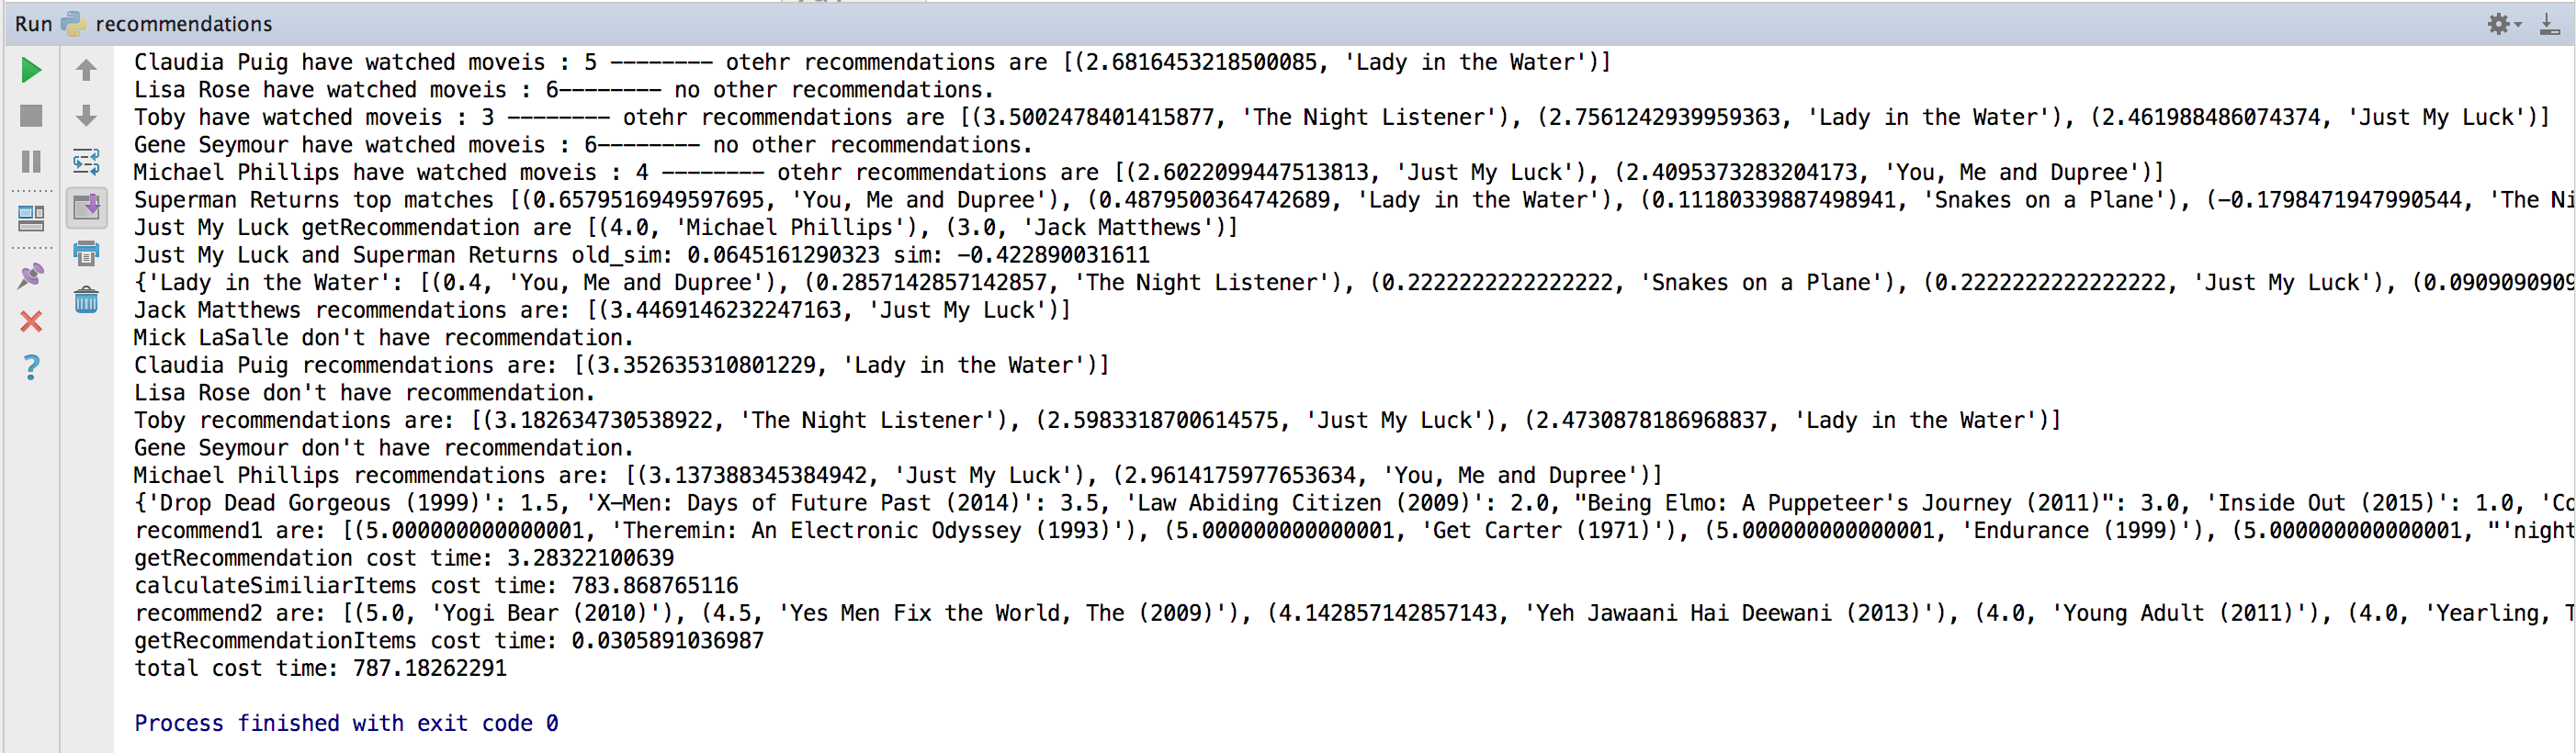 Run recommendations
Claudia Puig have watched moveis : 5 -------- otehr recommendations are [(2.6816453218500085, 'Lady in the Water')]
Lisa Rose have watched moveis : 6-------- no other recommendations.
Toby have watched moveis : 3 -------- otehr recommendations are [(3.5002478401415877, 'The Night Listener'), (2.7561242939959363, 'Lady in the Water'), (2.461988486074374, 'Just My Luck')]
Gene Seymour have watched moveis : 6-------- no other recommendations.
Michael Phillips have watched moveis : 4 -------- otehr recommendations are [(2.6022099447513813, 'Just My Luck'), (2.4095373283204173, 'You, Me and Dupree')]
Superman Returns top matches [(0.6579516949597695, 'You, Me and Dupree'), (0.4879500364742689, 'Lady in the Water'), (0.11180339887498941, 'Snakes on a Plane'), (-0.1798471947990544, 'The Ni
Just My Luck getRecommendation are [(4.0, 'Michael Phillips'), (3.0, 'Jack Matthews')]
Just My Luck and Superman Returns old_sim: 0.0645161290323 sim: -0.422890031611
{'Lady in the Water': [(0.4, 'You, Me and Dupree'), (0.2857142857142857, 'The Night Listener'), (0.2222222222222222, 'Snakes on a Plane'), (0.2222222222222222, 'Just My Luck'), (0.0909090909
Jack Matthews recommendations are: [(3.4469146232247163, 'Just My Luck')]
Mick LaSalle don't have recommendation.
Claudia Puig recommendations are: [(3.352635310801229, 'Lady in the Water')]
Lisa Rose don't have recommendation.
Toby recommendations are: [(3.182634730538922, 'The Night Listener'), (2.5983318700614575, 'Just My Luck'), (2.4730878186968837, 'Lady in the Water')]
Gene Seymour don't have recommendation.
Michael Phillips recommendations are: [(3.137388345384942, 'Just My Luck'), (2.9614175977653634, 'You, Me and Dupree')]
{'Drop Dead Gorgeous (1999)': 1.5, 'X-Men: Days of Future Past (2014)': 3.5, 'Law Abiding Citizen (2009)': 2.0, "Being Elmo: A Puppeteer's Journey (2011)": 3.0, 'Inside Out (2015)': 1.0, 'Co
recommend1 are: [(5.000000000000001, 'Theremin: An Electronic Odyssey (1993)'), (5.000000000000001, 'Get Carter (1971)'), (5.000000000000001, 'Endurance (1999)'), (5.000000000000001, "'night
getRecommendation cost time: 3.28322100639
calculateSimiliarItems cost time: 783.868765116
recommend2 are: [(5.0, 'Yogi Bear (2010)'), (4.5, 'Yes Men Fix the World, The (2009)'), (4.142857142857143, 'Yeh Jawaani Hai Deewani (2013)'), (4.0, 'Young Adult (2011)'), (4.0, 'Yearling, T
getRecommendationItems cost time: 0.0305891036987
total cost time: 787.18262291
Process finished with exit code 0